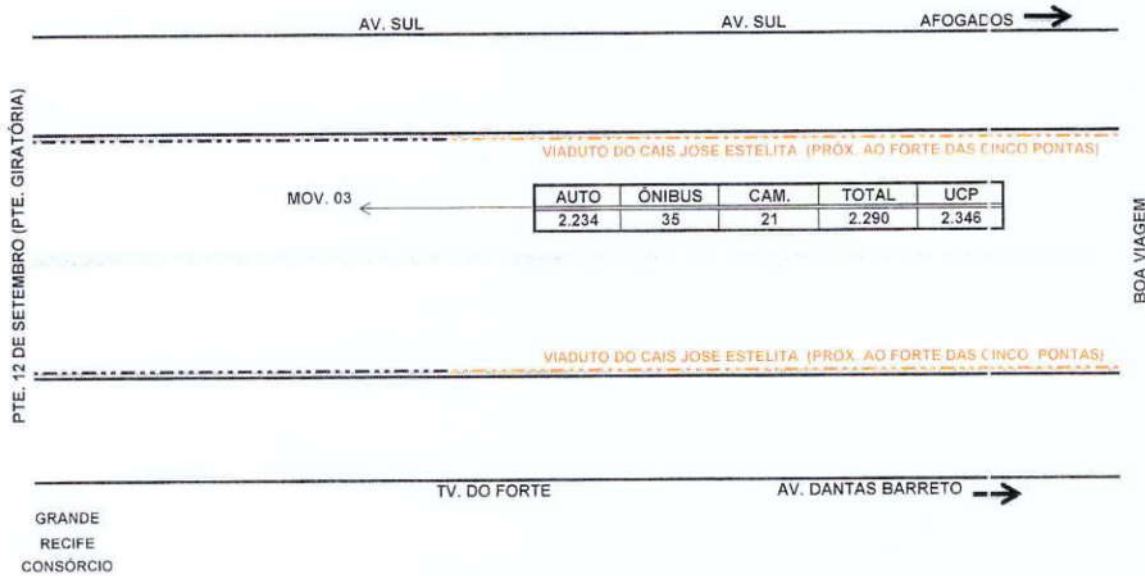 AV. SUL AV. SUL AFOGADOS
PTE. 12 DE SETEMBRO (PTE. GIRATÓRIA)
VIADUTO DO CAIS JOSE ESTELITA (PRÓX. AO FORTE DAS CINCO PONTAS)
MOV. 03
AUTO ÔNIBUS CAM. TOTAL UCP
2.234 35 21 2.290 2.346
BOA VIAGEM
VIADUTO DO CAIS JOSE ESTELITA (PRÓX. AO FORTE DAS CINCO PONTAS)
TV. DO FORTE AV. DANTAS BARRETO
GRANDE
RECIFE
CONSÓRCIO